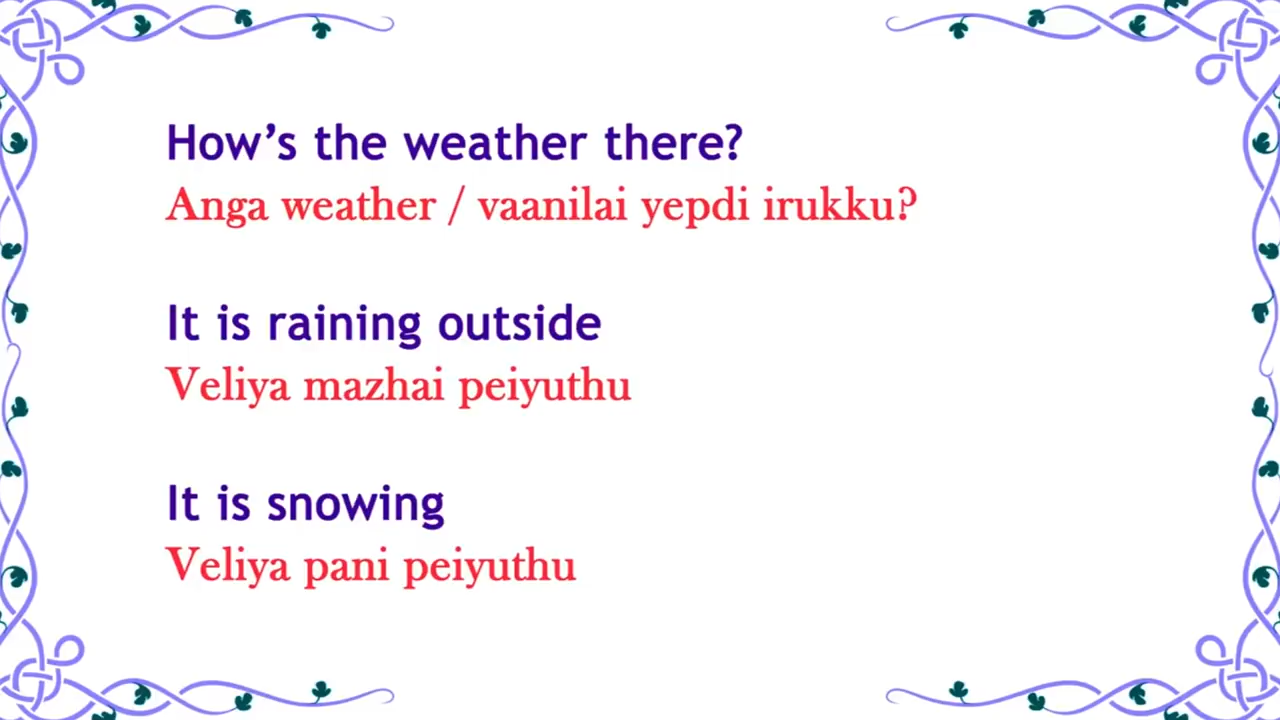 How’s the weather there?
Anga weather / vaanilai yepdi irukku?
It is raining outside
Veliya mazhai peiyuthu
It is snowing
Veliya pani peiyuthu